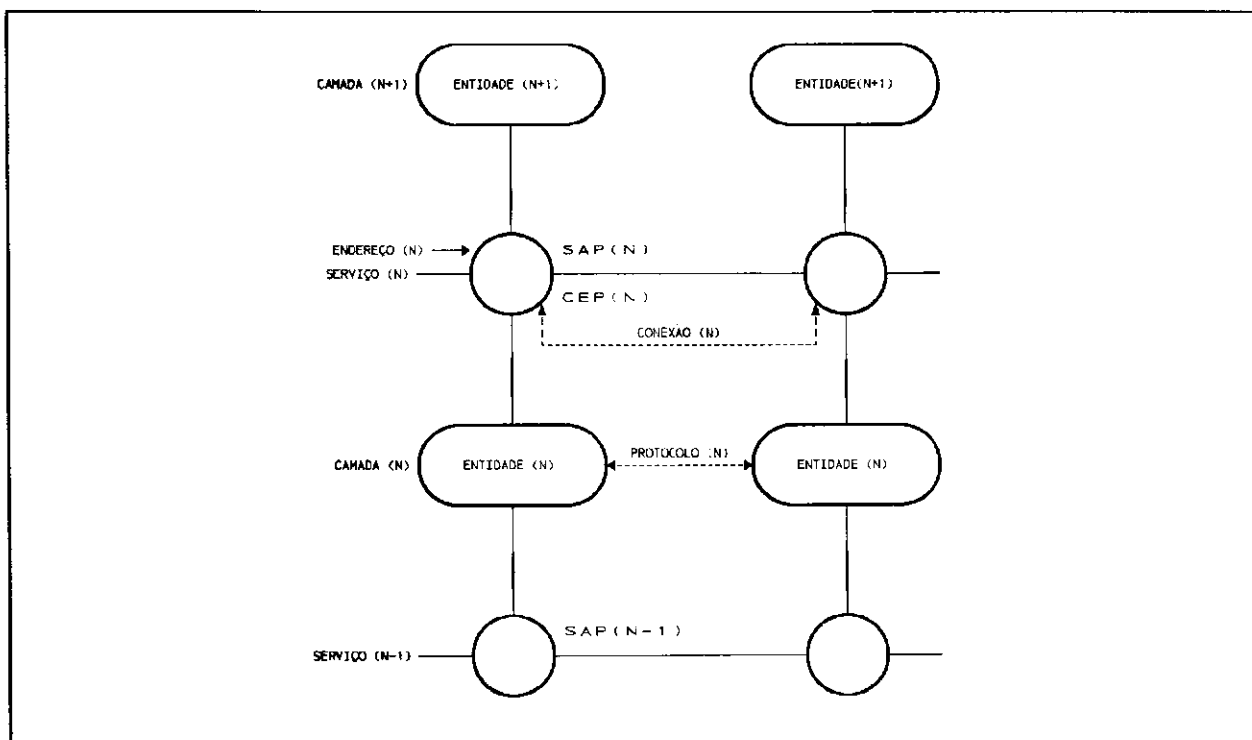 CAMADA (N+1) ENTIDADE (N+1) ENTIDADE(N+1)
ENDEREÇO (N) SAP(N)
SERVIÇO (N)
CEP(N)
CONEXÃO (N)
PROTOCOLO (N)
CAMADA (N) ENTIDADE (N) ENTIDADE (N)
SAP(N-1)
SERVIÇO (N-1)